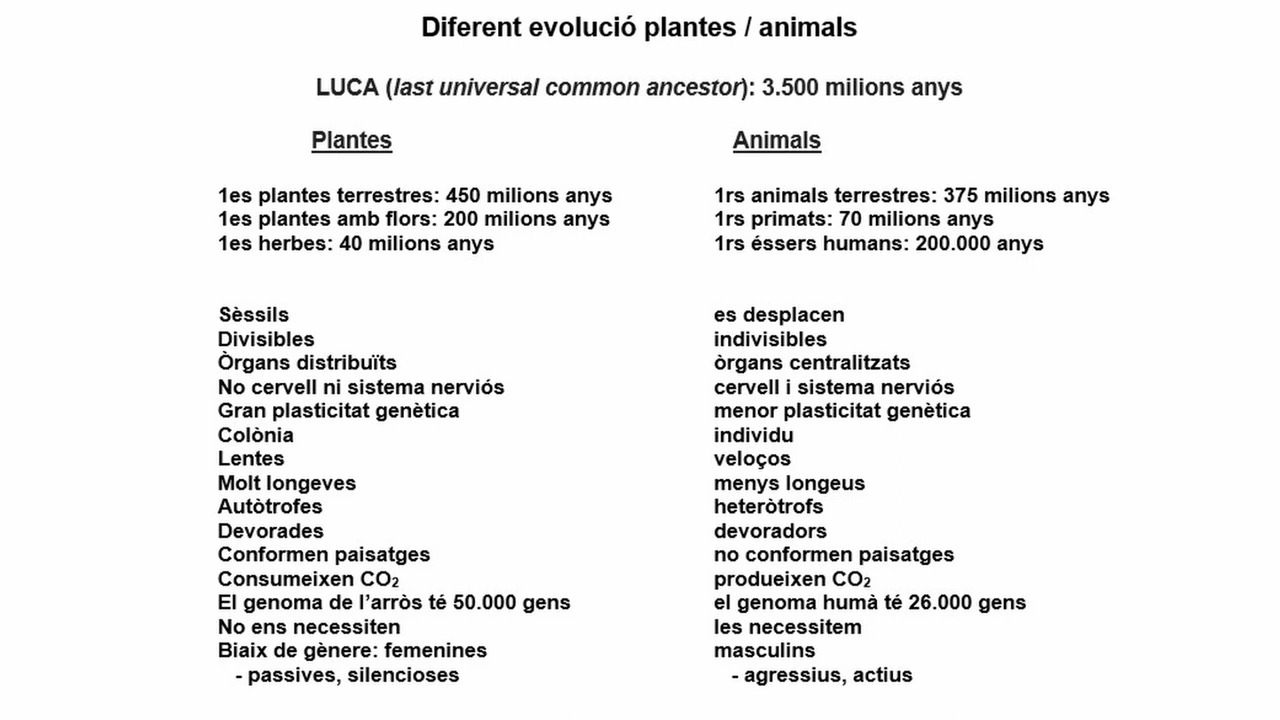 Diferent evolució plantes / animals
LUCA (last universal common ancestor): 3.500 milions anys
Plantes
1es plantes terrestres: 450 milions anys
1es plantes amb flors: 200 milions anys
1es herbes: 40 milions anys
Sèssils
Divisibles
Òrgans distribuïts
No cervell ni sistema nerviós
Gran plasticitat genètica
Colònia
Lentes
Molt longeves
Autòtrofes
Devorades
Conformen paisatges
Consumeixen CO₂
El genoma de l'arròs té 50.000 gens
No ens necessiten
Biaix de gènere: femenines
- passives, silencioses
Animals
1rs animals terrestres: 375 milions anys
1rs primats: 70 milions anys
1rs éssers humans: 200.000 anys
es desplacen
indivisibles
òrgans centralitzats
cervell i sistema nerviós
menor plasticitat genètica
individu
veloços
menys longeus
heteròtrofs
devoradors
no conformen paisatges
produeixen CO₂
el genoma humà té 26.000 gens
les necessitem
masculins
- agressius, actius